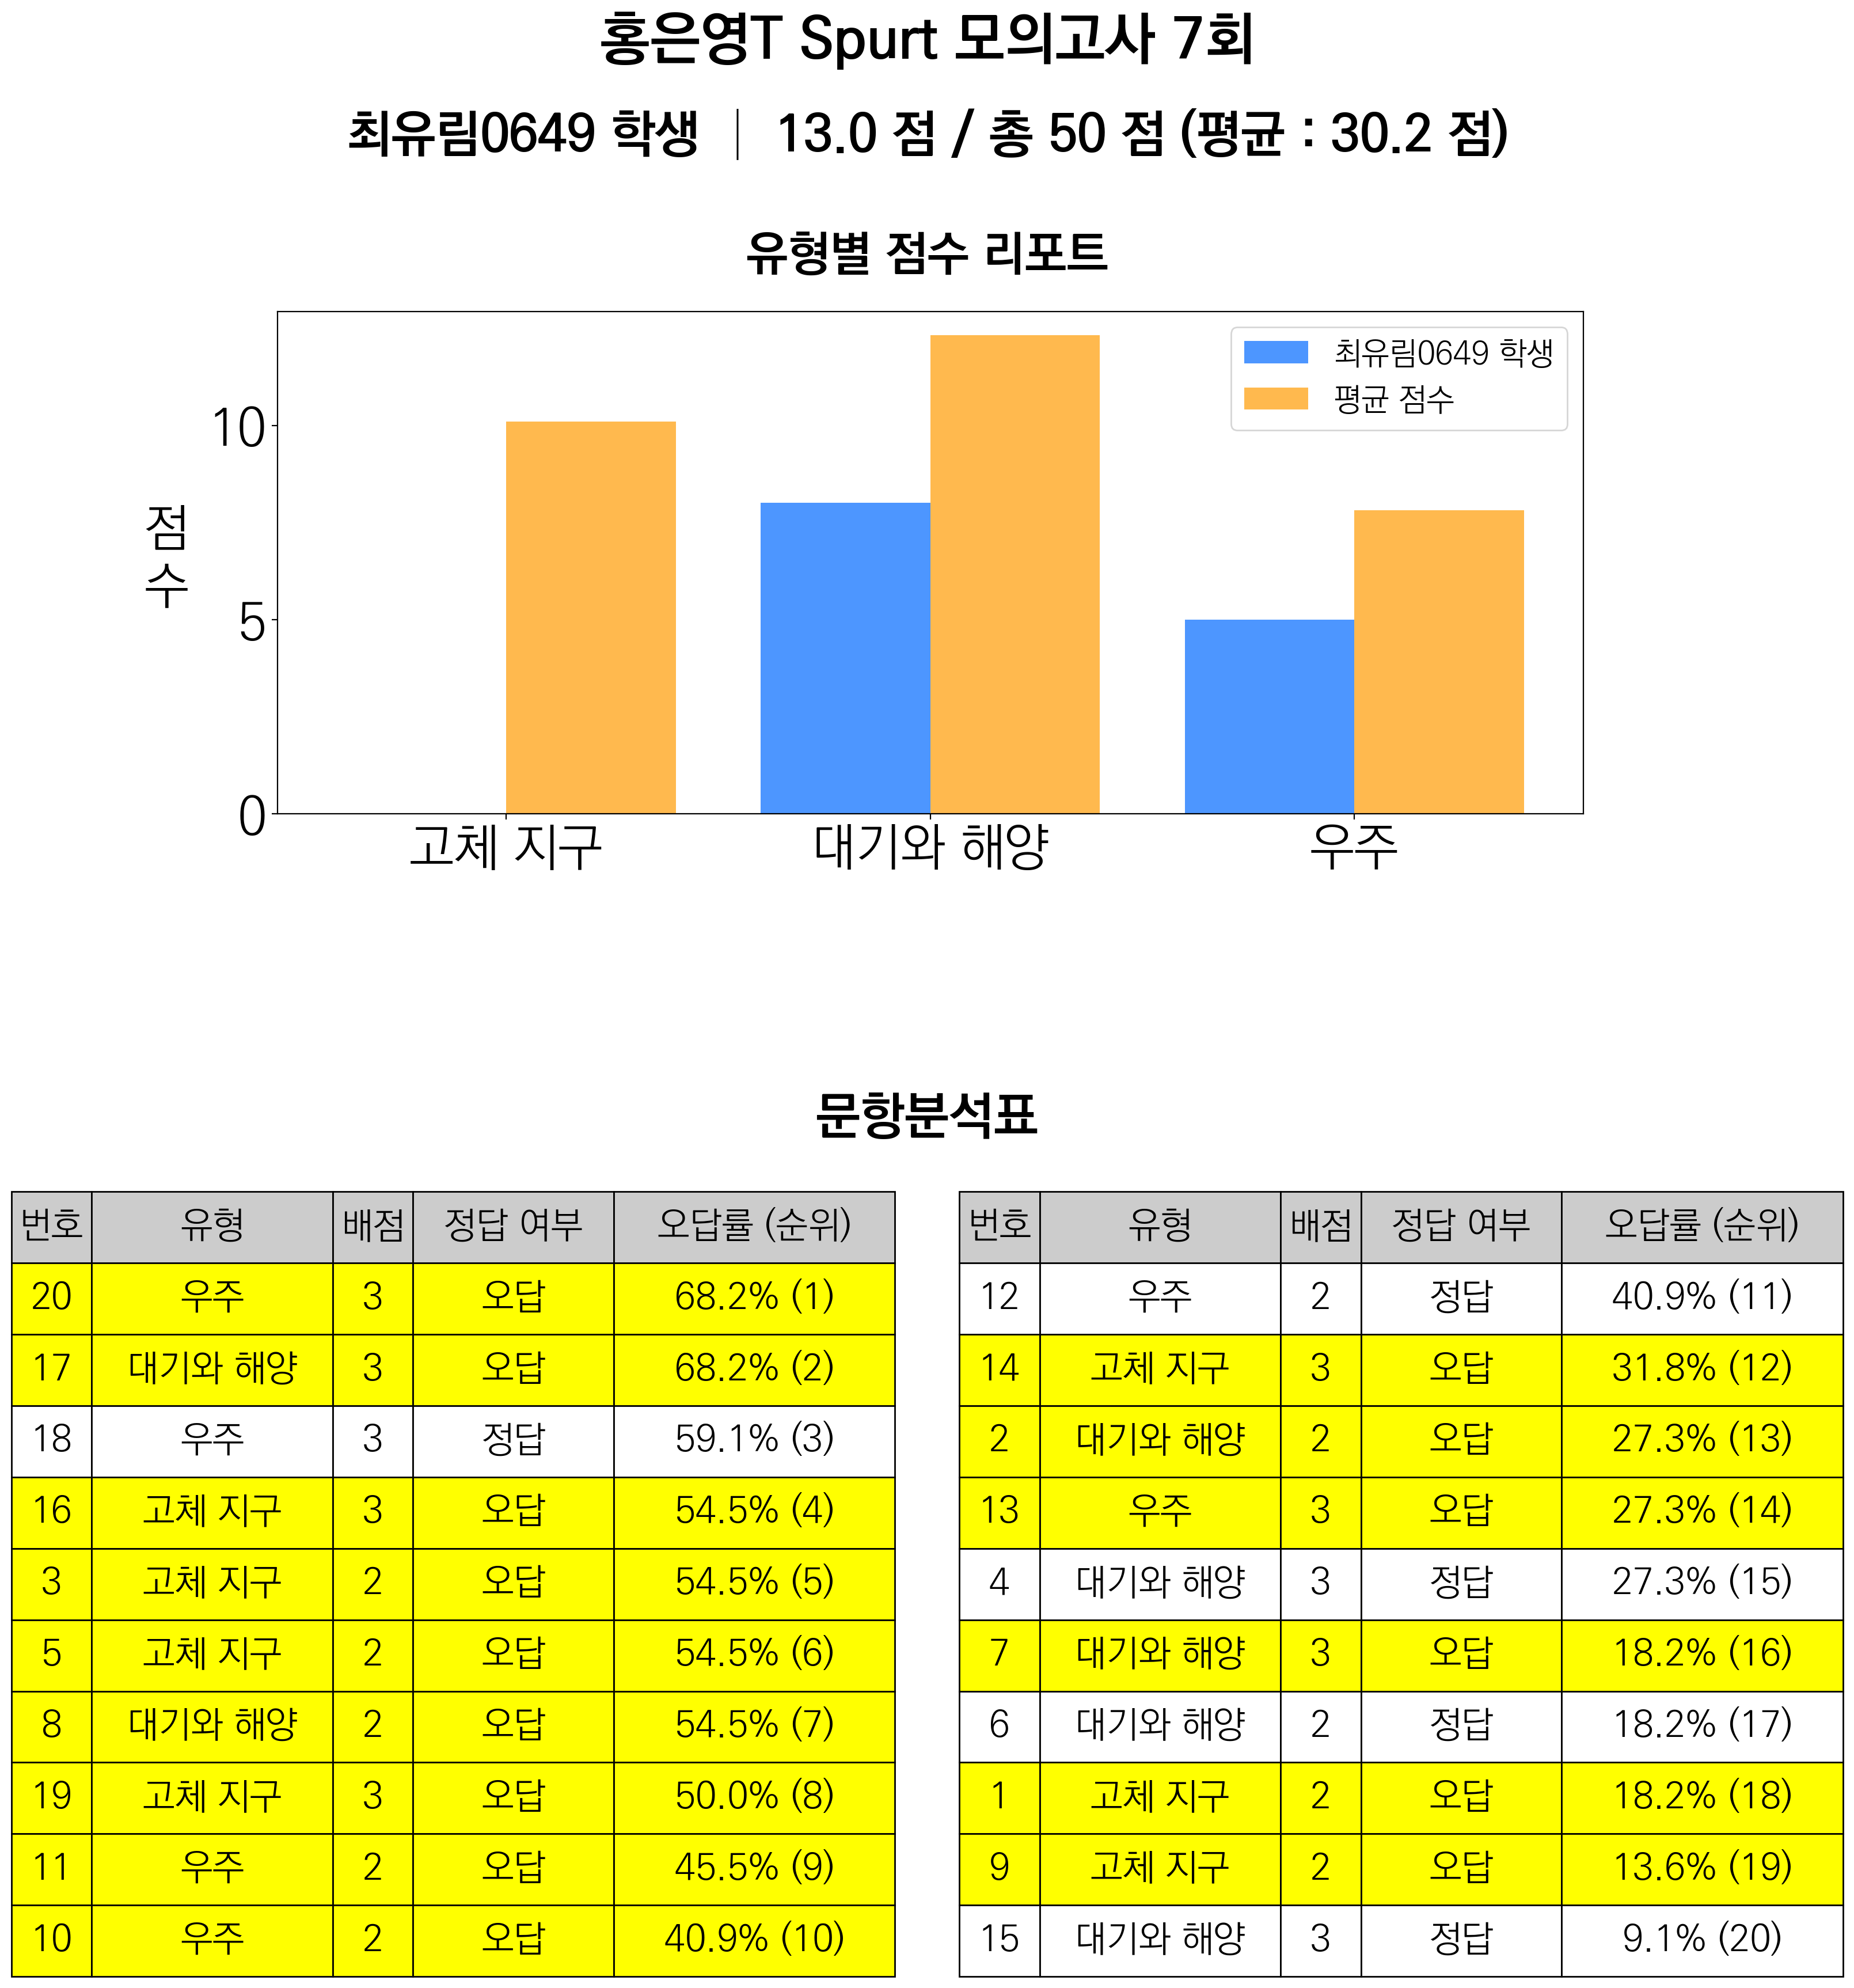 홍은영T Spurt 모의고사 7회
최유림0649 학생 | 13.0 점 / 총 50 점 (평균 : 30.2 점)
유형별 점수 리포트
최유림0649 학생
평균 점수
점
수
10
5
0
고체 지구 대기와 해양 우주
문항분석표
번호 유형 배점 정답 여부 오답률 (순위)
20 우주 3 오답 68.2% (1)
17 대기와 해양 3 오답 68.2% (2)
18 우주 3 정답 59.1% (3)
16 고체 지구 3 오답 54.5% (4)
3 고체 지구 2 오답 54.5% (5)
5 고체 지구 2 오답 54.5% (6)
8 대기와 해양 2 오답 54.5% (7)
19 고체 지구 3 오답 50.0% (8)
11 우주 2 오답 45.5% (9)
10 우주 2 오답 40.9% (10)
번호 유형 배점 정답 여부 오답률 (순위)
12 우주 2 정답 40.9% (11)
14 고체 지구 3 오답 31.8% (12)
2 대기와 해양 2 오답 27.3% (13)
13 우주 3 오답 27.3% (14)
4 대기와 해양 3 정답 27.3% (15)
7 대기와 해양 3 오답 18.2% (16)
6 대기와 해양 2 정답 18.2% (17)
1 고체 지구 2 오답 18.2% (18)
9 고체 지구 2 오답 13.6% (19)
15 대기와 해양 3 정답 9.1% (20)